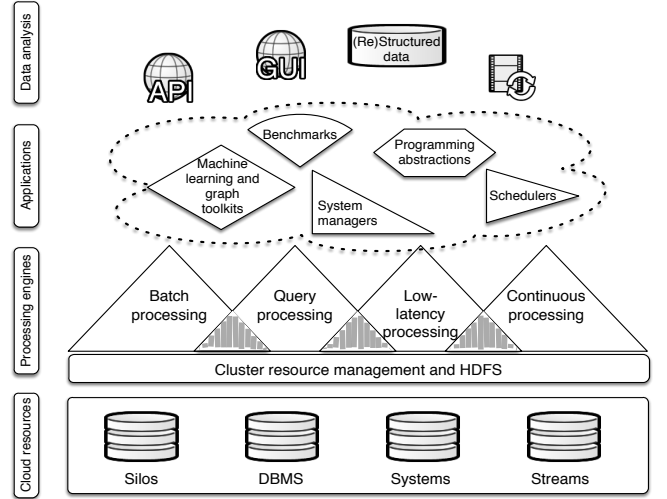 Data analysis
API
GUI
(Re)Structured
data
Applications
Benchmarks
Programming
abstractions
Machine
learning and
graph
toolkits
System
managers
Schedulers
Processing engines
Batch
processing
Query
processing
Low-
latency
processing
Continuous
processing
Cluster resource management and HDFS
Cloud resources
Silos
DBMS
Systems
Streams